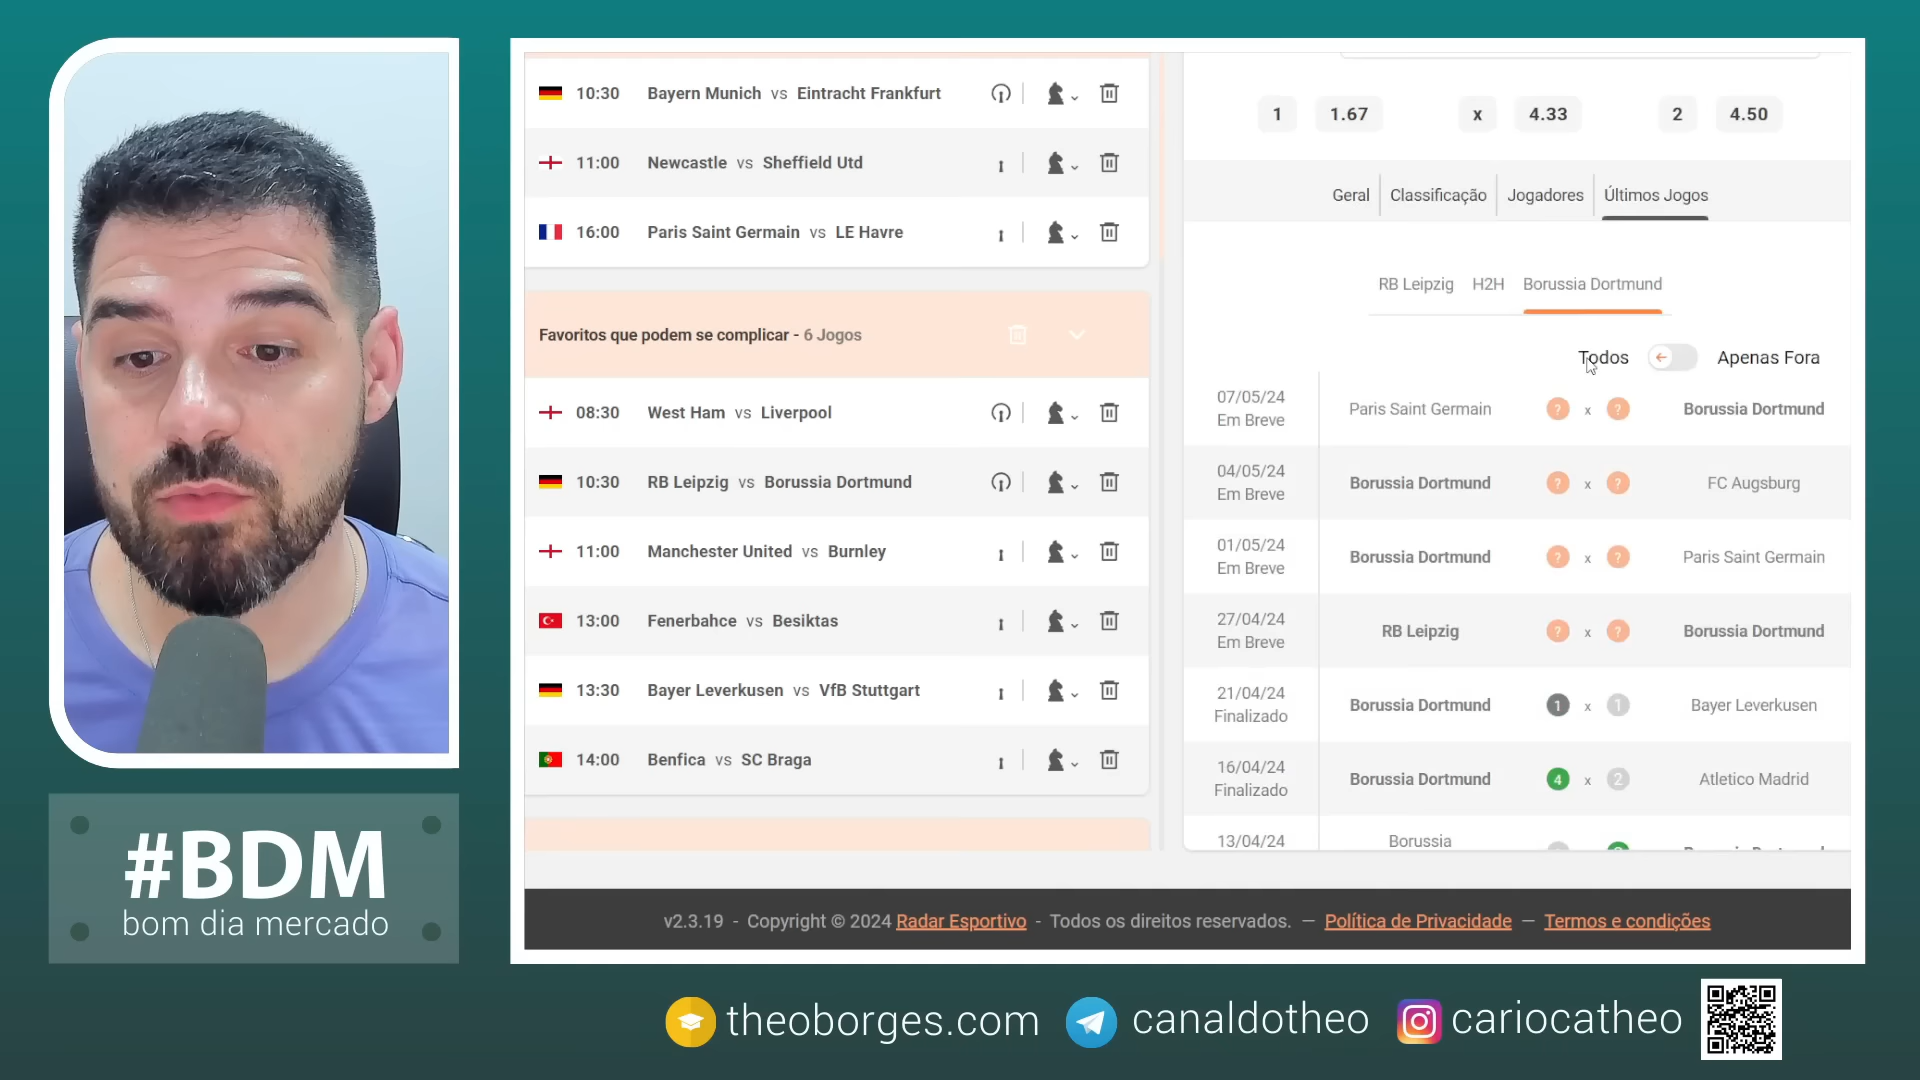 10:30 Bayern Munich vs Eintracht Frankfurt
11:00 Newcastle vs Sheffield Utd
16:00 Paris Saint Germain vs LE Havre
Favoritos que podem se complicar - 6 Jogos
08:30 West Ham vs Liverpool
10:30 RB Leipzig vs Borussia Dortmund
11:00 Manchester United vs Burnley
13:00 Fenerbahce vs Besiktas
13:30 Bayer Leverkusen vs VfB Stuttgart
14:00 Benfica vs SC Braga
1 1.67 x 4.33 2 4.50
Geral Classificação Jogadores Últimos Jogos
RB Leipzig H2H Borussia Dortmund
Todos Apenas Fora
07/05/24 Em Breve Paris Saint Germain ? x ? Borussia Dortmund
04/05/24 Em Breve Borussia Dortmund ? x ? FC Augsburg
01/05/24 Em Breve Borussia Dortmund ? x ? Paris Saint Germain
27/04/24 Em Breve RB Leipzig ? x ? Borussia Dortmund
21/04/24 Finalizado Borussia Dortmund 1 x 1 Bayer Leverkusen
16/04/24 Finalizado Borussia Dortmund 4 x 2 Atletico Madrid
13/04/24 Borussia
v2.3.19 - Copyright © 2024 Radar Esportivo - Todos os direitos reservados. — Política de Privacidade — Termos e condições
#BDM
bom dia mercado
theoborges.com canaldotheo cariocatheo